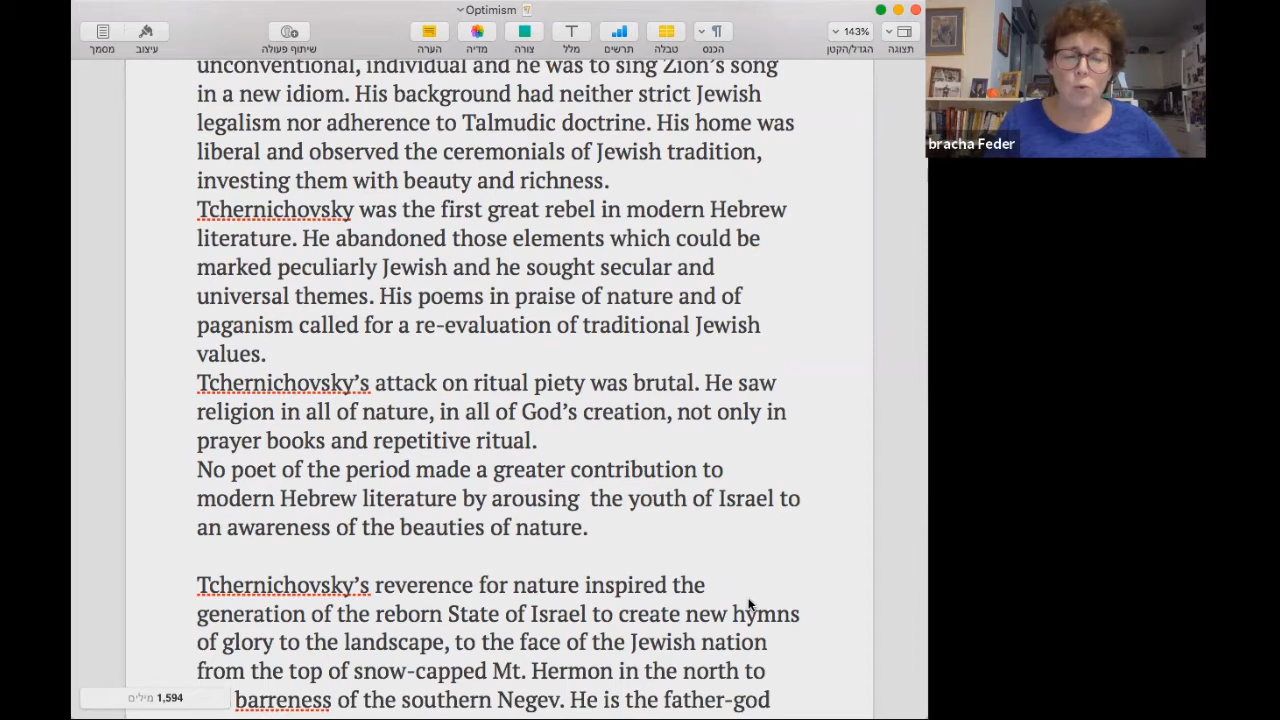 Optimism
מסמך
עיצוב
שיתוף פעולה
הערה
מדיה
צורה
מלל
תרשים
טבלה
הכנס
143%
הגדל/הקטן
תצוגה
unconventional, individual and he was to sing Zion's song
in a new idiom. His background had neither strict Jewish
legalism nor adherence to Talmudic doctrine. His home was
liberal and observed the ceremonials of Jewish tradition,
investing them with beauty and richness.
Tchernichovsky was the first great rebel in modern Hebrew
literature. He abandoned those elements which could be
marked peculiarly Jewish and he sought secular and
universal themes. His poems in praise of nature and of
paganism called for a re-evaluation of traditional Jewish
values.
Tchernichovsky's attack on ritual piety was brutal. He saw
religion in all of nature, in all of God's creation, not only in
prayer books and repetitive ritual.
No poet of the period made a greater contribution to
modern Hebrew literature by arousing  the youth of Israel to
an awareness of the beauties of nature.
Tchernichovsky's reverence for nature inspired the
generation of the reborn State of Israel to create new hymns
of glory to the landscape, to the face of the Jewish nation
from the top of snow-capped Mt. Hermon in the north to
barreness of the southern Negev. He is the father-god
1,594 מילים
bracha Feder